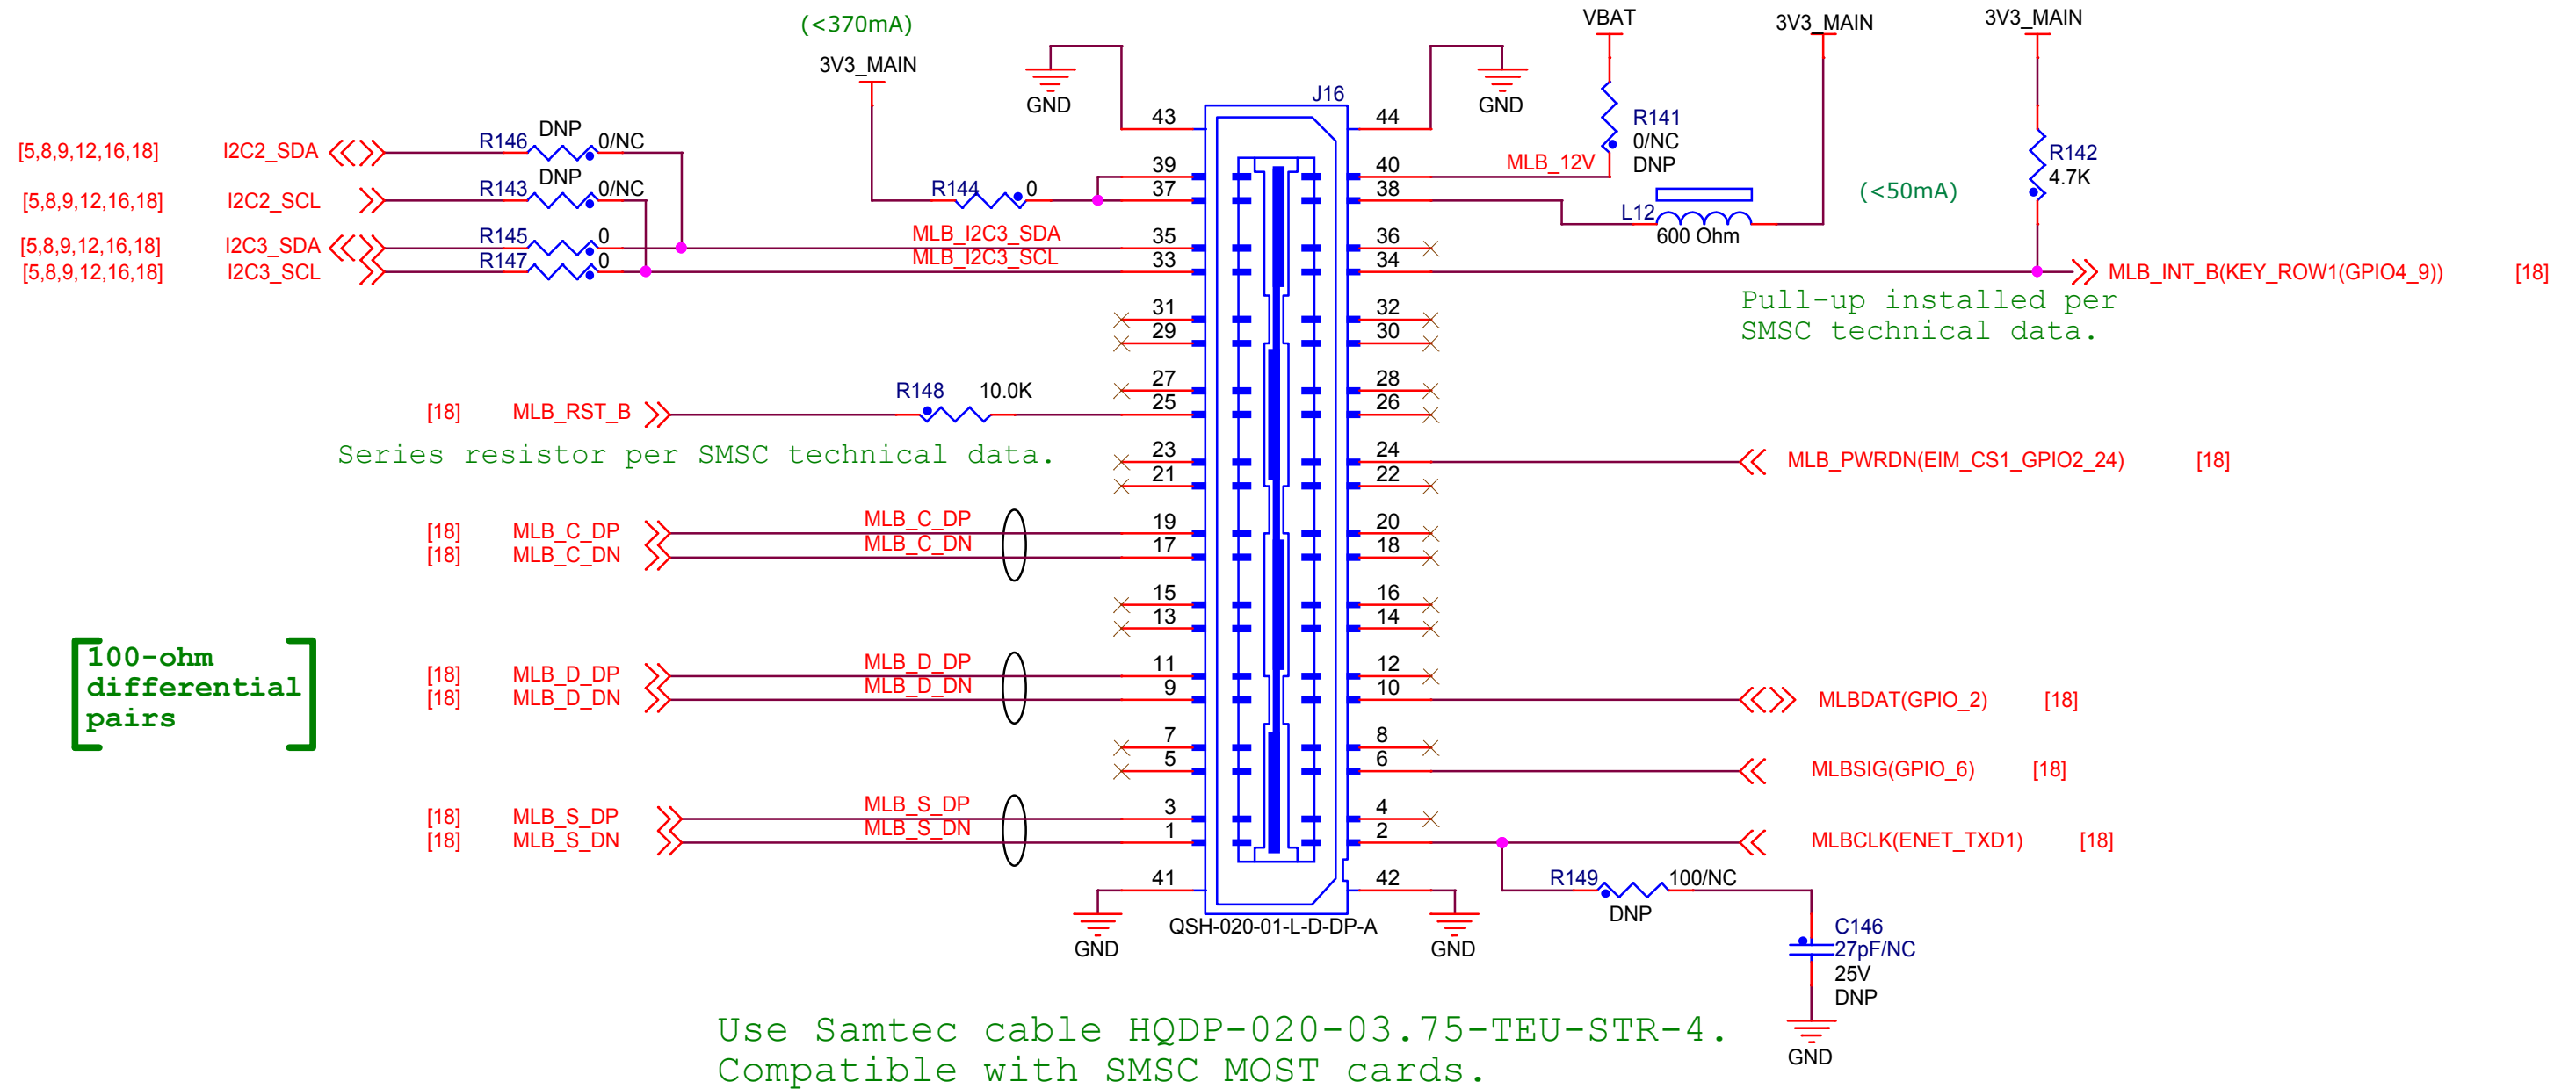 (<370mA)
VBAT
3V3_MAIN
3V3_MAIN
3V3_MAIN
GND
GND
J16
43
44
R141
0/NC
DNP
[5,8,9,12,16,18] I2C2_SDA R146 DNP 0/NC
[5,8,9,12,16,18] I2C2_SCL R143 DNP 0/NC
[5,8,9,12,16,18] I2C3_SDA R145 0 MLB_I2C3_SDA 35
[5,8,9,12,16,18] I2C3_SCL R147 0 MLB_I2C3_SCL 33
39
R144 0 37
40 MLB_12V
38
L12
600 Ohm
(<50mA)
R142
4.7K
36
34 MLB_INT_B(KEY_ROW1(GPIO4_9)) [18]
Pull-up installed per
SMSC technical data.
31
29
32
30
27
28
[18] MLB_RST_B R148 10.0K 25
26
Series resistor per SMSC technical data.
23
21
24 MLB_PWRDN(EIM_CS1_GPIO2_24) [18]
22
[18] MLB_C_DP MLB_C_DP 19
[18] MLB_C_DN MLB_C_DN 17
20
18
15
13
16
14
100-ohm
differential
pairs
[18] MLB_D_DP MLB_D_DP 11
[18] MLB_D_DN MLB_D_DN 9
12
10 MLBDAT(GPIO_2) [18]
7
5
8
6 MLBSIG(GPIO_6) [18]
[18] MLB_S_DP MLB_S_DP 3
[18] MLB_S_DN MLB_S_DN 1
4
2 MLBCLK(ENET_TXD1) [18]
41
42
R149 100/NC
DNP
GND
QSH-020-01-L-D-DP-A
GND
C146
27pF/NC
25V
DNP
GND
Use Samtec cable HQDP-020-03.75-TEU-STR-4.
Compatible with SMSC MOST cards.